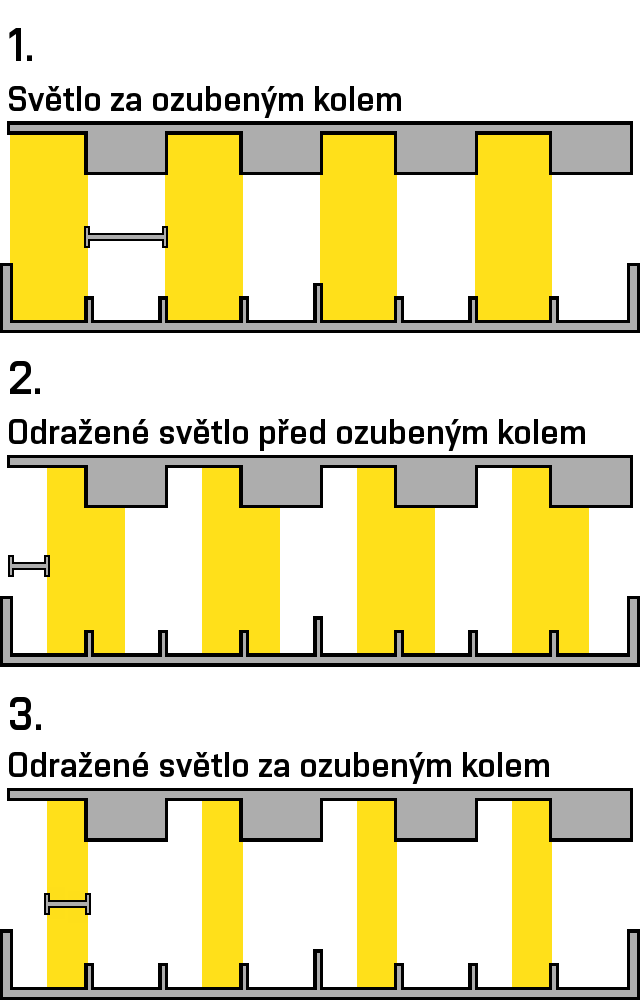 1.
Světlo za ozubeným kolem
2.
Odražené světlo před ozubeným kolem
3.
Odražené světlo za ozubeným kolem